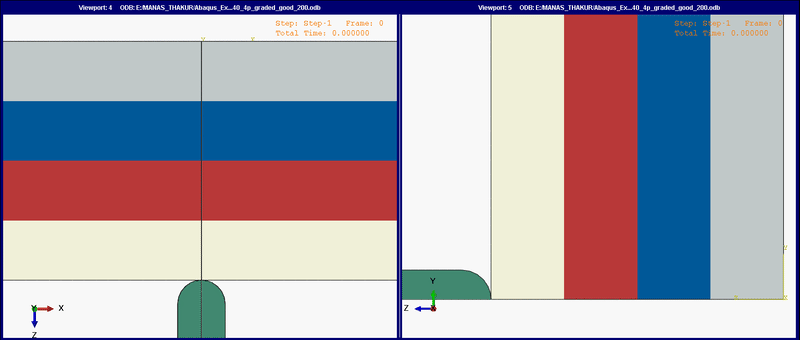 Viewport: 4 ODB: E:/MANAS_THAKUR/Abaqus_Ex...40_4p_graded_good_200.odb
Step: Step-1 Frame: 0
Total Time: 0.000000
Y X
Y X
Z
Viewport: 5 ODB: E:/MANAS_THAKUR/Abaqus_Ex...40_4p_graded_good_200.odb
Step: Step-1 Frame: 0
Total Time: 0.000000
Z
Y
Z X
X